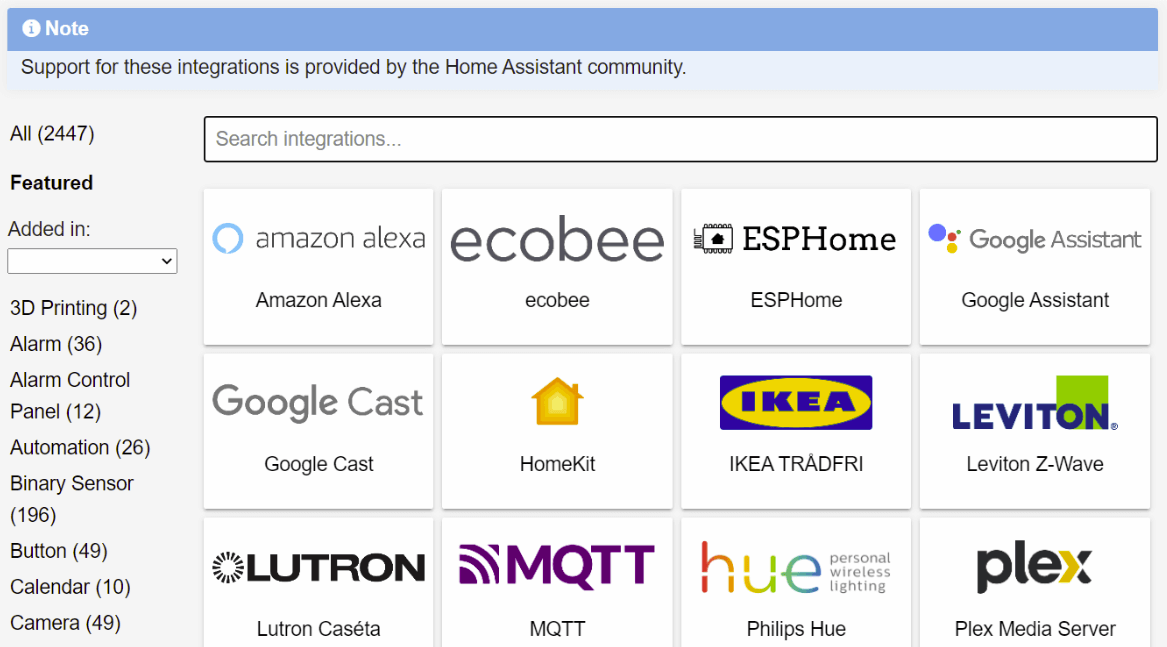 Note
Support for these integrations is provided by the Home Assistant community.
All (2447)
Featured
Added in:
3D Printing (2)
Alarm (36)
Alarm Control
Panel (12)
Automation (26)
Binary Sensor
(196)
Button (49)
Calendar (10)
Camera (49)
Search integrations...
amazon alexa
Amazon Alexa
ecobee
ecobee
ESPHome
ESPHome
Google Assistant
Google Assistant
Google Cast
Google Cast
HomeKit
IKEA
IKEA TRÅDFRI
LEVITON®
Leviton Z-Wave
LUTRON
Lutron Caséta
MQTT
MQTT
hue personal
wireless
lighting
Philips Hue
plex
Plex Media Server